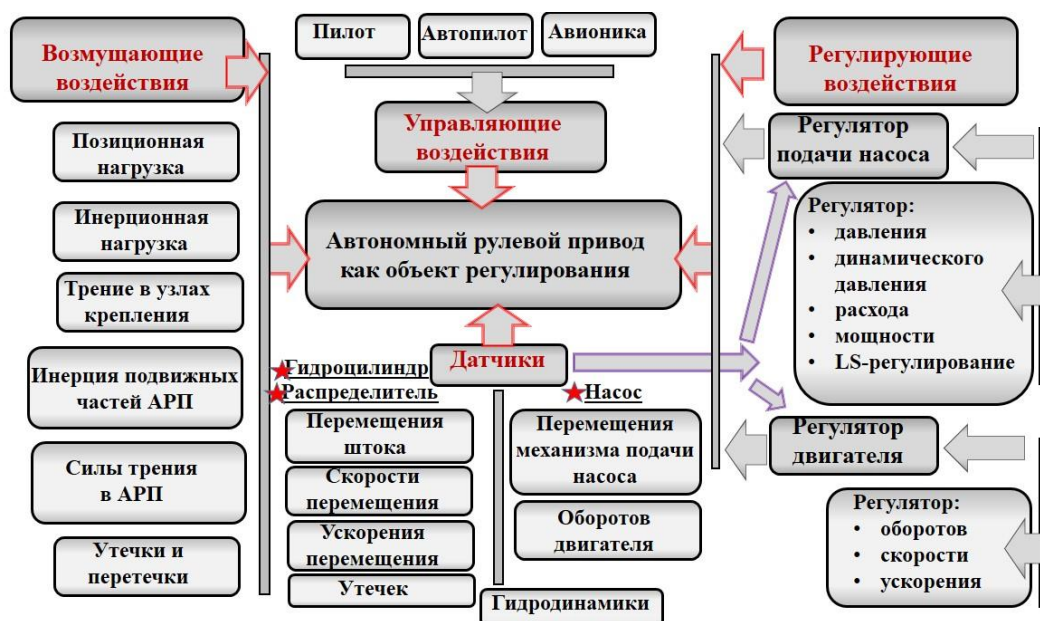 Пилот
Автопилот
Авионика
Возмущающие
воздействия
Регулирующие
воздействия
Управляющие
воздействия
Позиционная
нагрузка
Инерционная
нагрузка
Трение в узлах
крепления
Инерция подвижных
частей АРП
Силы трения
в АРП
Утечки и
перетечки
Автономный рулевой привод
как объект регулирования
Датчики
Гидроцилиндр
Распределитель
Перемещения
штока
Скорости
перемещения
Ускорения
перемещения
Утечек
Насос
Перемещения
механизма подачи
насоса
Оборотов
двигателя
Гидродинамики
Регулятор
подачи насоса
Регулятор:
• давления
• динамического
давления
• расхода
• мощности
• LS-регулирование
Регулятор
двигателя
Регулятор:
• оборотов
• скорости
• ускорения